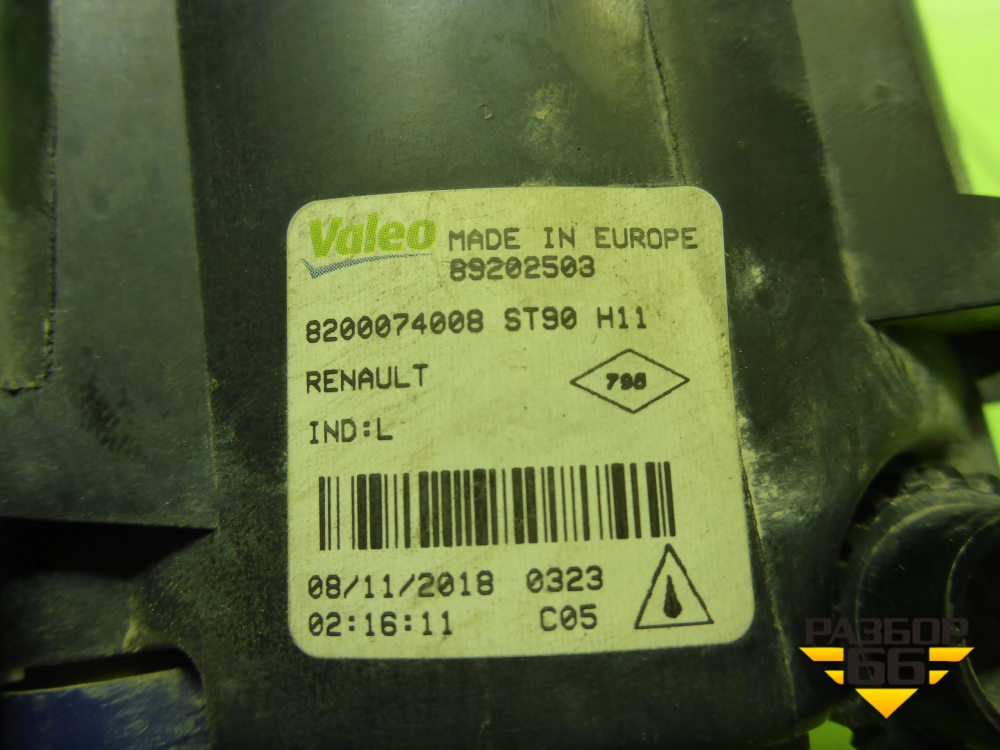 Valeo MADE IN EUROPE
89202503
8200074008 ST90 H11
RENAULT
795
IND:L
08/11/2018 0323
02:16:11 C05
РАЗБОР
66